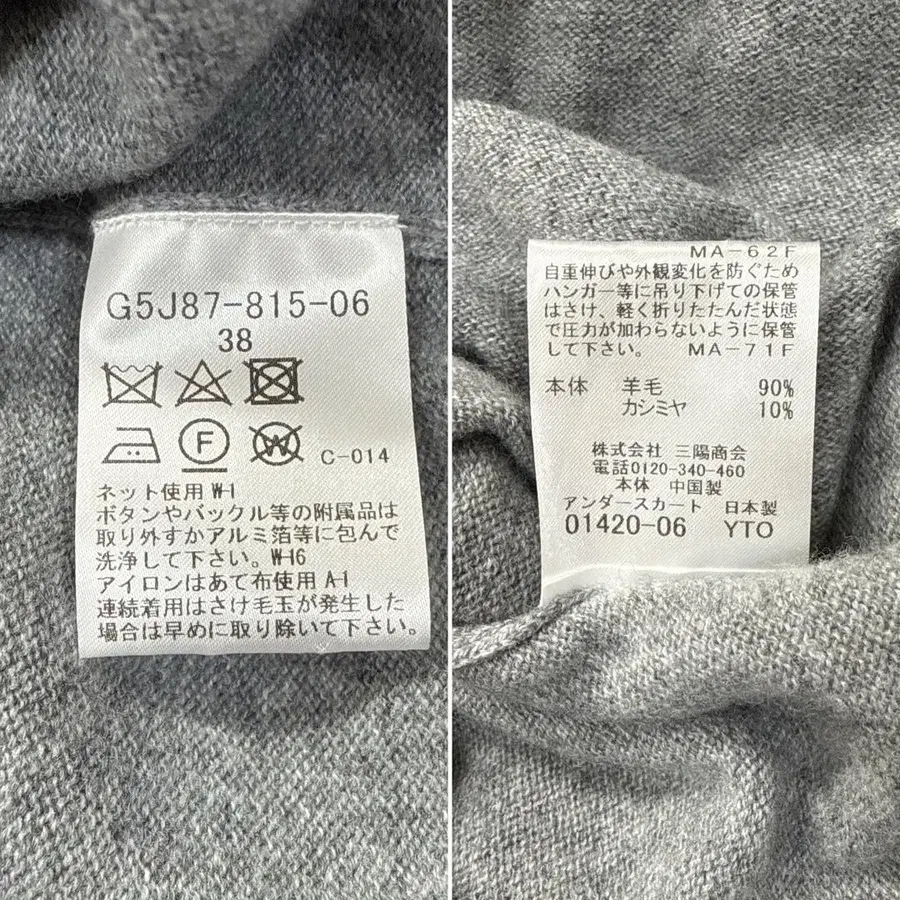 G5J87-815-06
38
F
W
C-014
ネット使用 W-1
ボタンやバックル等の附属品は
取り外すかアルミ箔等に包んで
洗浄して下さい。W-16
アイロンはあて布使用 A-1
連続着用はさけ毛玉が発生した
場合は早めに取り除いて下さい。
MA-62F
自重伸びや外観変化を防ぐため
ハンガー等に吊り下げての保管
はさけ、軽く折りたたんだ状態
で圧力が加わらないように保管
して下さい。 MA-71F
本体 羊毛 90%
カシミヤ 10%
株式会社 三陽商会
電話0120-340-460
本体 中国製
アンダースカート 日本製
01420-06 YTO